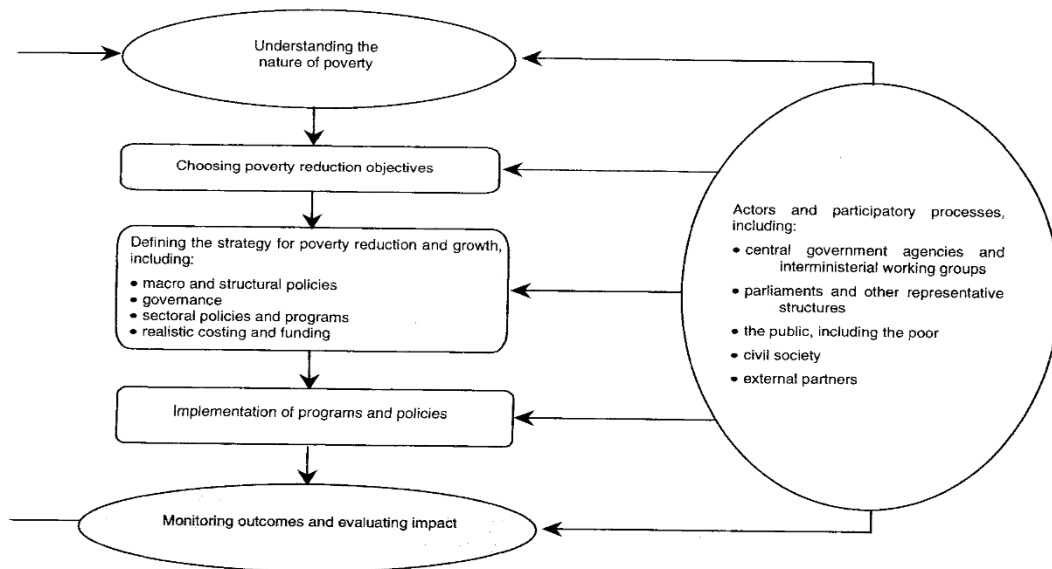 Understanding the
nature of poverty
Choosing poverty reduction objectives
Defining the strategy for poverty reduction and growth,
including:
• macro and structural policies
• governance
• sectoral policies and programs
• realistic costing and funding
Implementation of programs and policies
Monitoring outcomes and evaluating impact
Actors and participatory processes,
including:
• central government agencies and
interministerial working groups
• parliaments and other representative
structures
• the public, including the poor
• civil society
• external partners